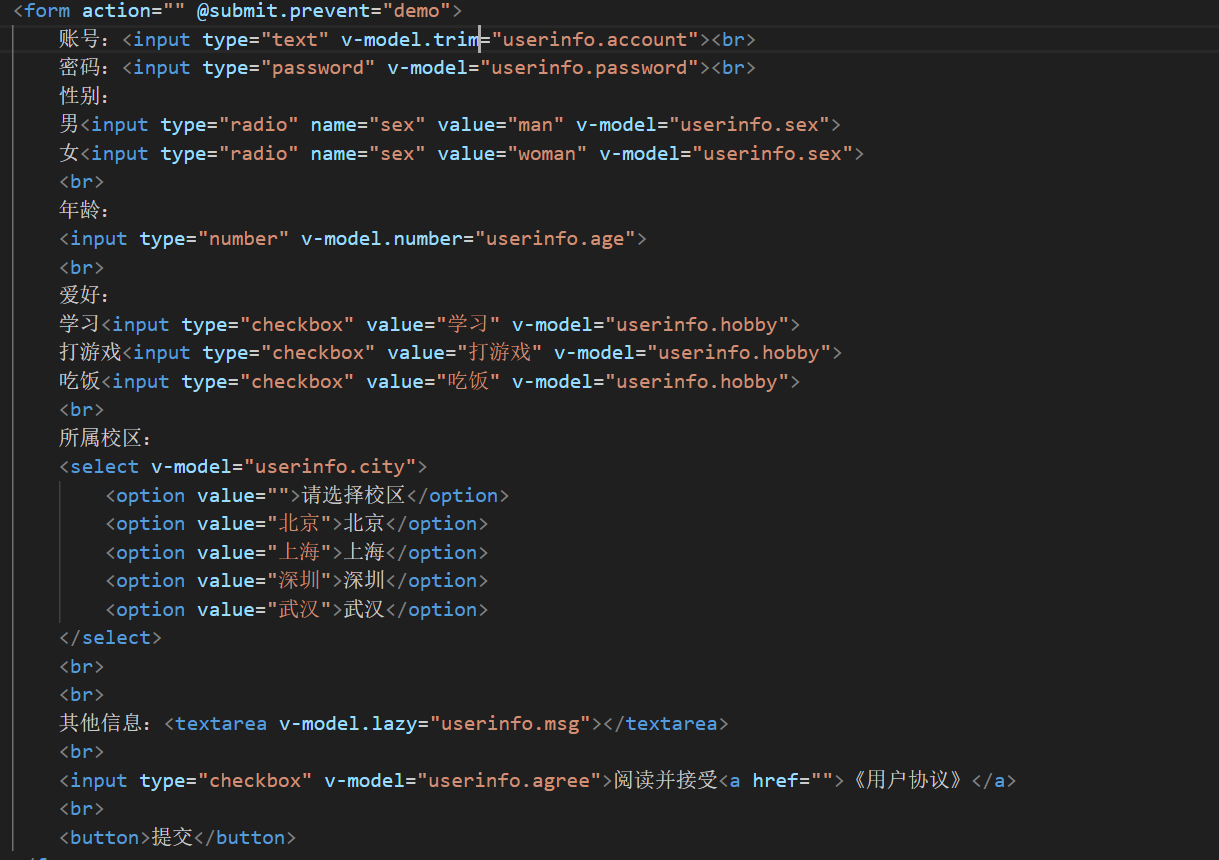 <form action="" @submit.prevent="demo">
账号：<input type="text" v-model.trim="userinfo.account"><br>
密码：<input type="password" v-model="userinfo.password"><br>
性别：
男<input type="radio" name="sex" value="man" v-model="userinfo.sex">
女<input type="radio" name="sex" value="woman" v-model="userinfo.sex">
<br>
年龄：
<input type="number" v-model.number="userinfo.age">
<br>
爱好：
学习<input type="checkbox" value="学习" v-model="userinfo.hobby">
打游戏<input type="checkbox" value="打游戏" v-model="userinfo.hobby">
吃饭<input type="checkbox" value="吃饭" v-model="userinfo.hobby">
<br>
所属校区：
<select v-model="userinfo.city">
<option value="">请选择校区</option>
<option value="北京">北京</option>
<option value="上海">上海</option>
<option value="深圳">深圳</option>
<option value="武汉">武汉</option>
</select>
<br>
<br>
其他信息：<textarea v-model.lazy="userinfo.msg"></textarea>
<br>
<input type="checkbox" v-model="userinfo.agree">阅读并接受<a href="">《用户协议》</a>
<br>
<button>提交</button>